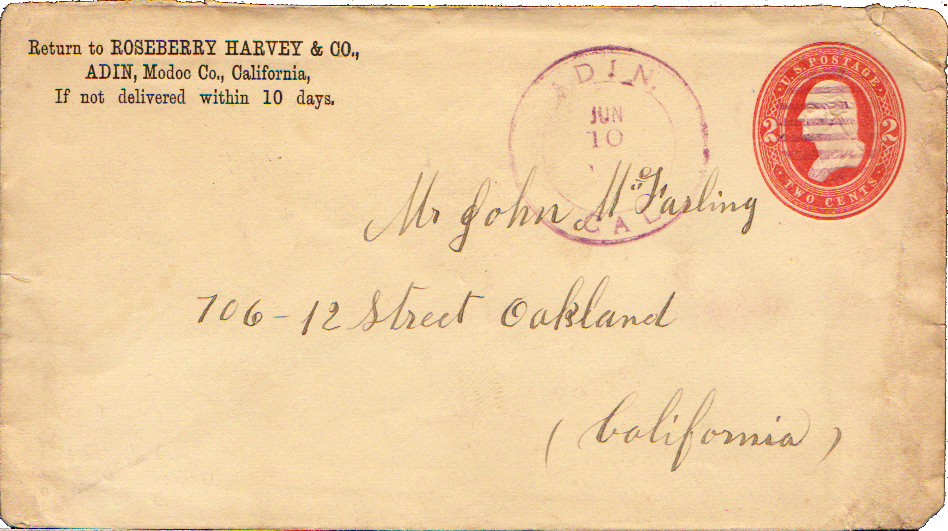 Return to ROSEBERRY HARVEY & CO.,
ADIN, Modoc Co., California,
If not delivered within 10 days.
ADIN,
JUN
10
CAL
U.S. POSTAGE
2 2
TWO CENTS
Mr John McFarling
706-12 Street Oakland
(California)